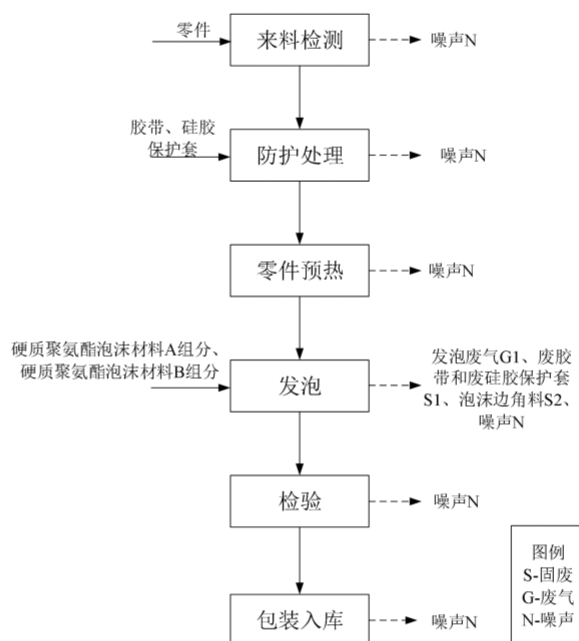 零件
来料检测
噪声N
胶带、硅胶
保护套
防护处理
噪声N
零件预热
噪声N
硬质聚氨酯泡沫材料A组分、
硬质聚氨酯泡沫材料B组分
发泡
发泡废气G1、废胶
带和废硅胶保护套
S1、泡沫边角料S2、
噪声N
检验
噪声N
包装入库
噪声N
图例
S-固废
G-废气
N-噪声